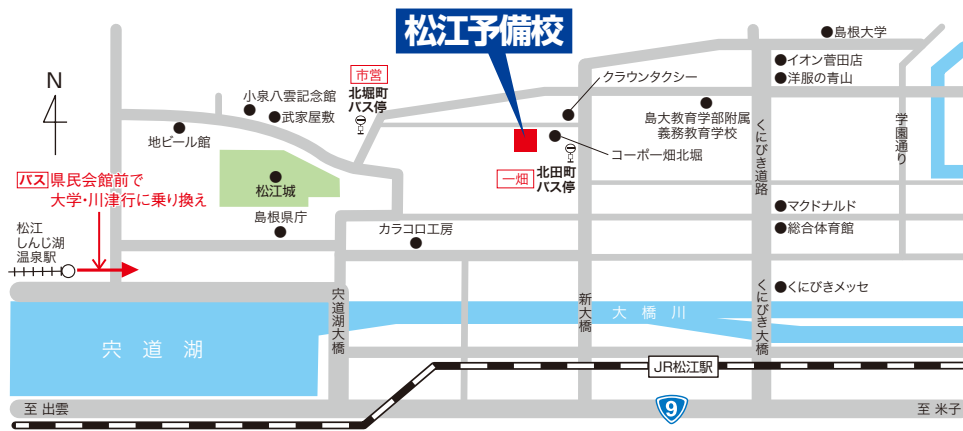 松江予備校
島根大学
イオン菅田店
洋服の青山
クラウンタクシー
N
市営
北堀町
バス停
小泉八雲記念館
武家屋敷
地ビール館
島大教育学部附属
義務教育学校
コーポ一畑北堀
くにびき道路
学園通り
一畑
北田町
バス停
バス 県民会館前で
大学・川津行に乗り換え
松江城
島根県庁
カラコロ工房
マクドナルド
総合体育館
松江
しんじ湖
温泉駅
くにびきメッセ
宍道湖大橋
新大橋
くにびき大橋
大橋川
宍道湖
JR松江駅
至 出雲
9
至 米子